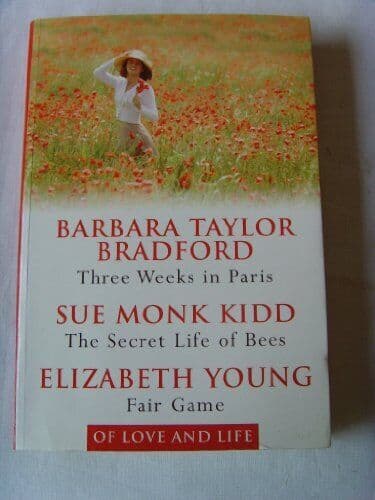 BARBARA TAYLOR
BRADFORD
Three Weeks in Paris
SUE MONK KIDD
The Secret Life of Bees
ELIZABETH YOUNG
Fair Game
OF LOVE AND LIFE